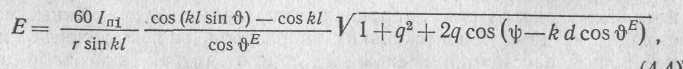 E = \frac{60 I_{п1}}{r \sin kl} \frac{\cos (kl \sin \vartheta) — \cos kl}{\cos \vartheta^E} \sqrt{1 + q^2 + 2q \cos (\psi — k d \cos \vartheta^E)} ,